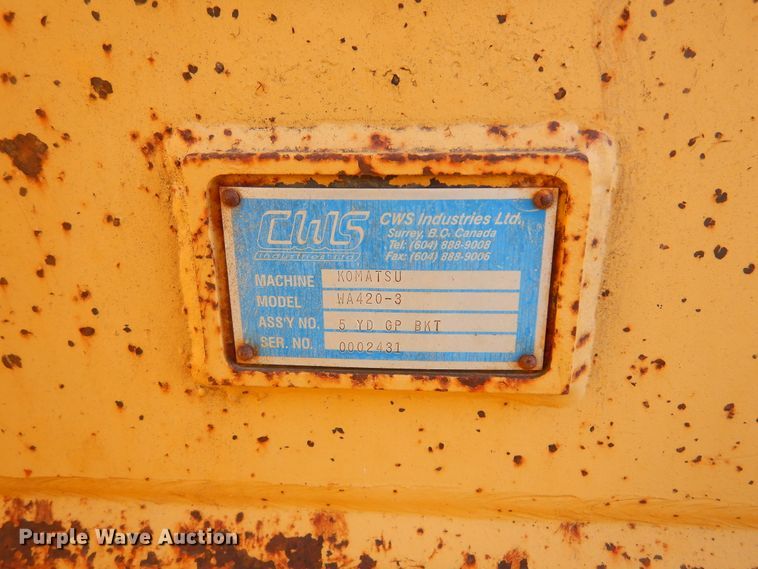 CWS
Industries Ltd
CWS Industries Ltd.
Surrey, B.C. Canada
Tel: (604) 888-9008
Fax: (604) 888-9006
MACHINE KOMATSU
MODEL WA420-3
ASS'Y NO. 5 YD GP BKT
SER. NO. 0002431
Purple Wave Auction